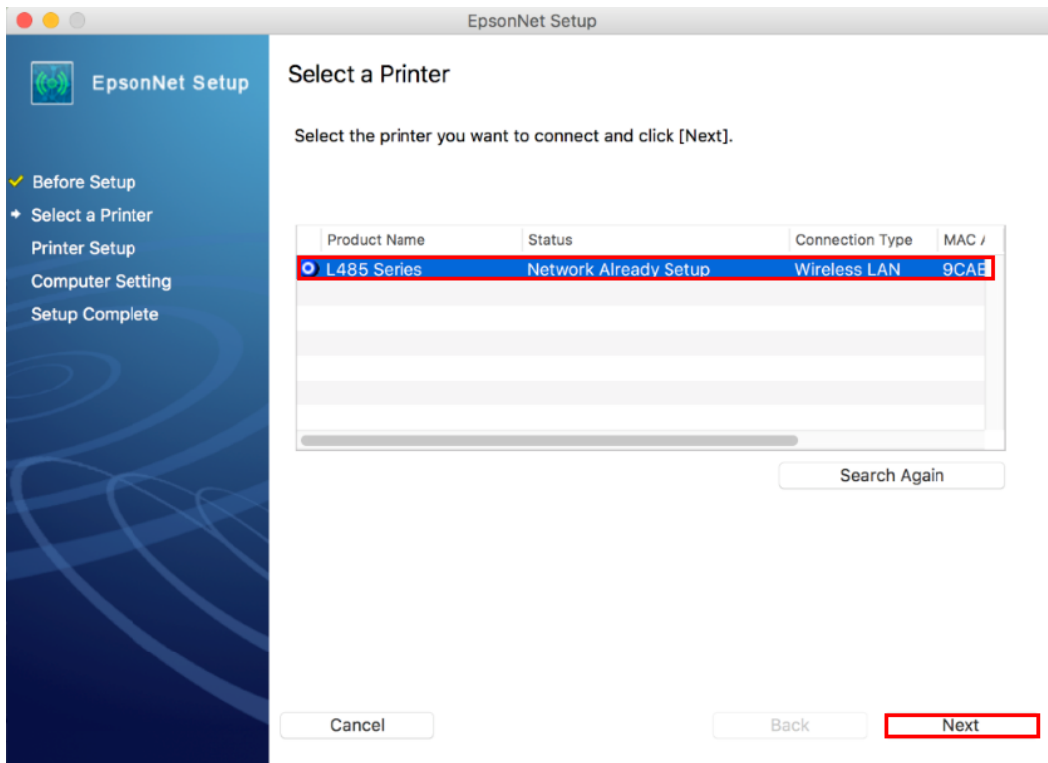 EpsonNet Setup
EpsonNet Setup
Before Setup
Select a Printer
Printer Setup
Computer Setting
Setup Complete
Select a Printer
Select the printer you want to connect and click [Next].
Product Name Status Connection Type MAC
L485 Series Network Already Setup Wireless LAN 9CAE
Search Again
Cancel Back Next